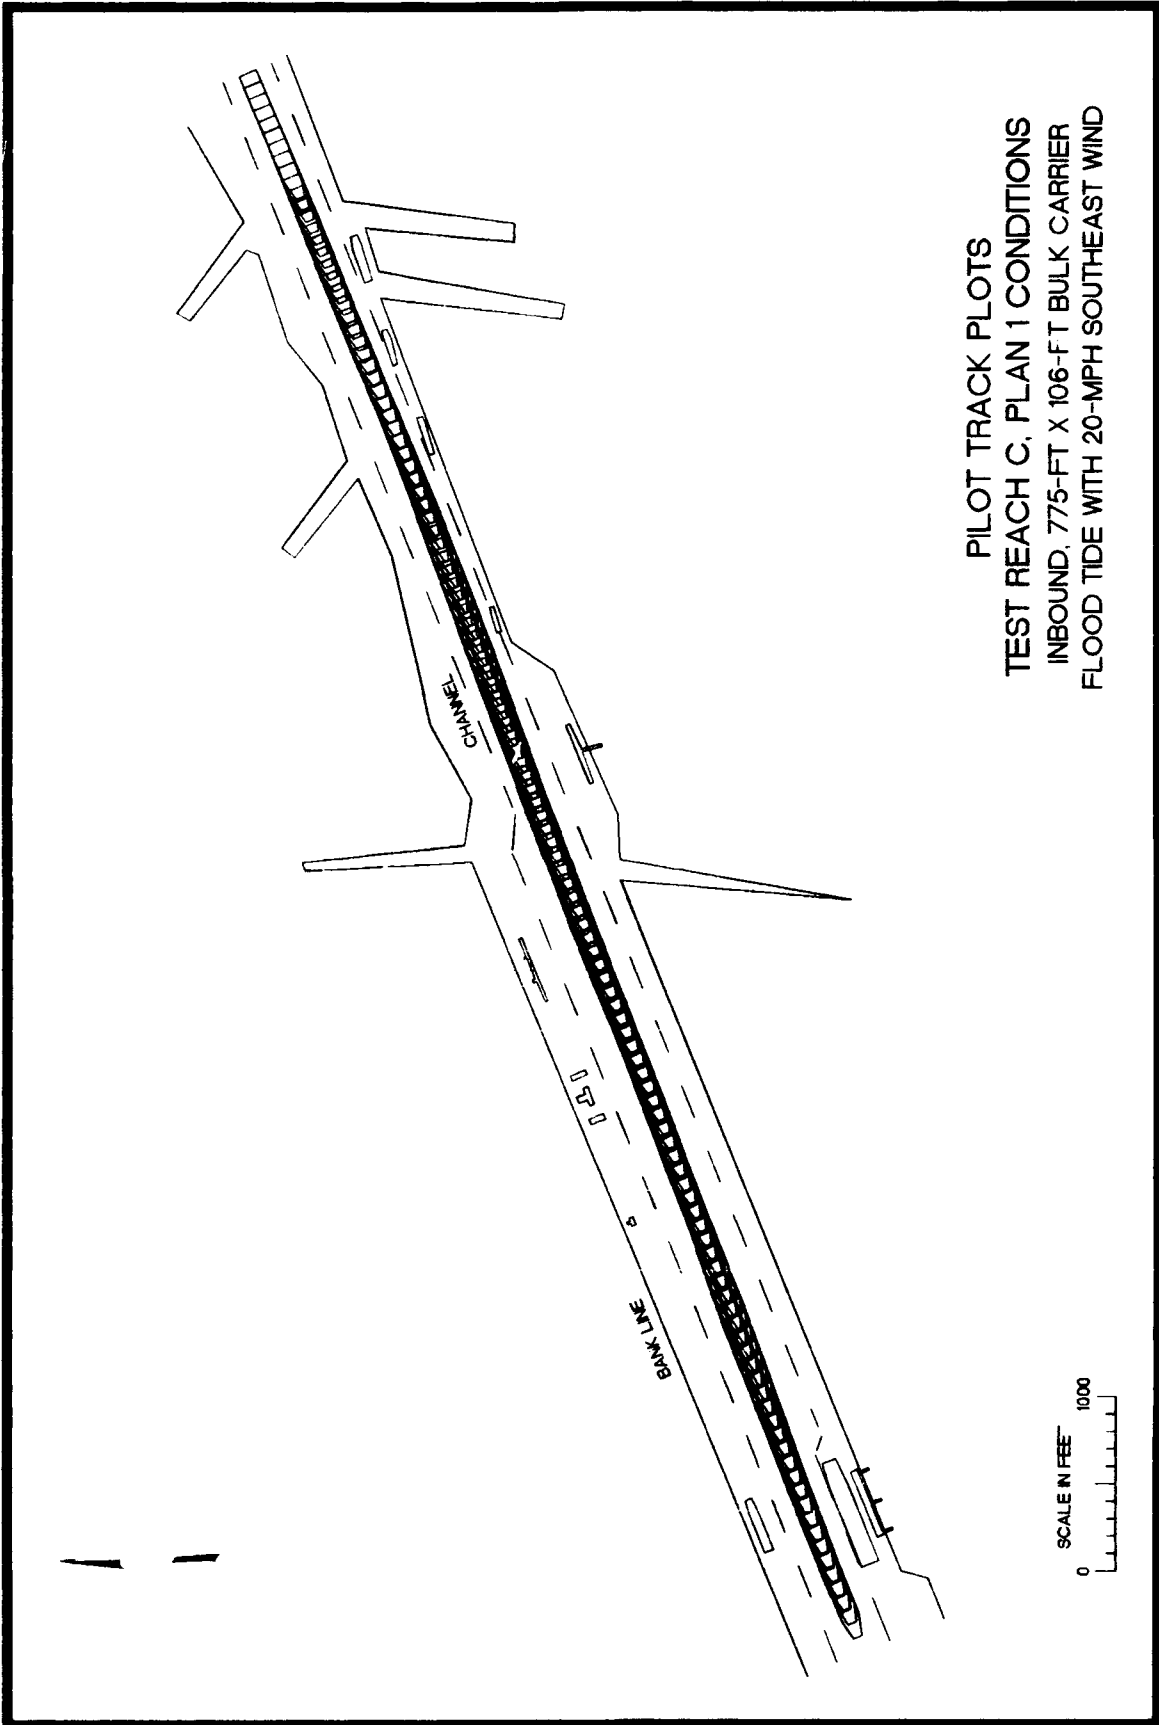 PILOT TRACK PLOTS
TEST REACH C, PLAN 1 CONDITIONS
INBOUND, 775-FT X 106-FT BULK CARRIER
FLOOD TIDE WITH 20-MPH SOUTHEAST WIND
CHANNEL
BANK LINE
SCALE IN FEET
0 1000